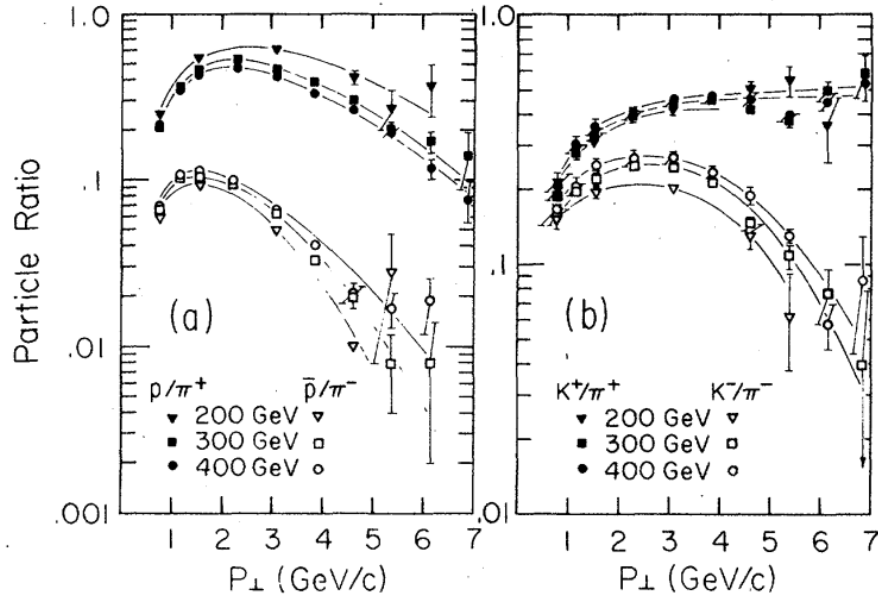 Particle Ratio
1.0
.1
.01
.001
(a)
p/π⁺ p̄/π⁻
▼ 200 GeV ▽
■ 300 GeV □
● 400 GeV ○
1 2 3 4 5 6 7
P⊥ (GeV/c)
1.0
.1
.01
(b)
K⁺/π⁺ K⁻/π⁻
▼ 200 GeV ▽
■ 300 GeV □
● 400 GeV ○
1 2 3 4 5 6 7
P⊥ (GeV/c)